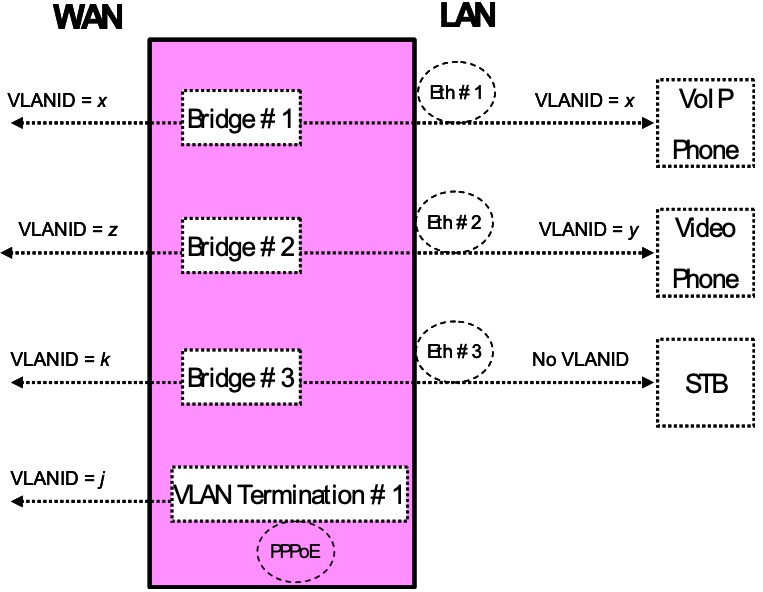 WAN
LAN
VLANID = x
Bridge # 1
Eth # 1
VLANID = x
VoIP
Phone
VLANID = z
Bridge # 2
Eth # 2
VLANID = y
Video
Phone
VLANID = k
Bridge # 3
Eth # 3
No VLANID
STB
VLANID = j
VLAN Termination # 1
PPPoE